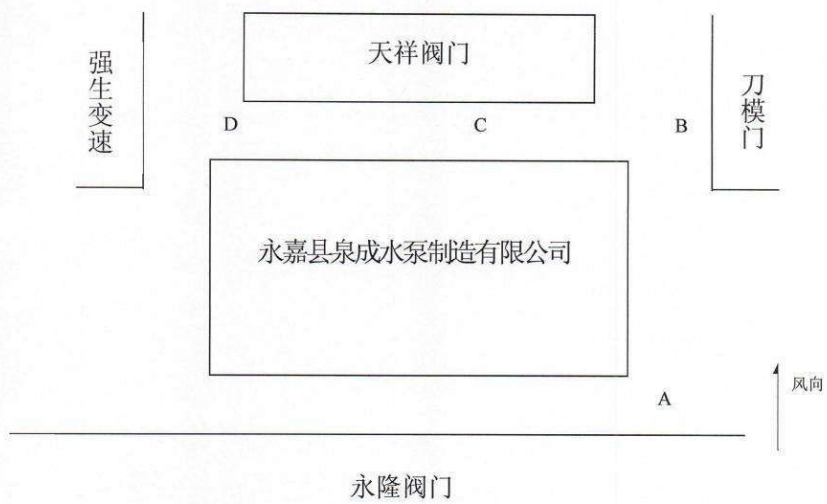 强生变速
天祥阀门
刀模门
D
C
B
永嘉县泉成水泵制造有限公司
风向
A
永隆阀门